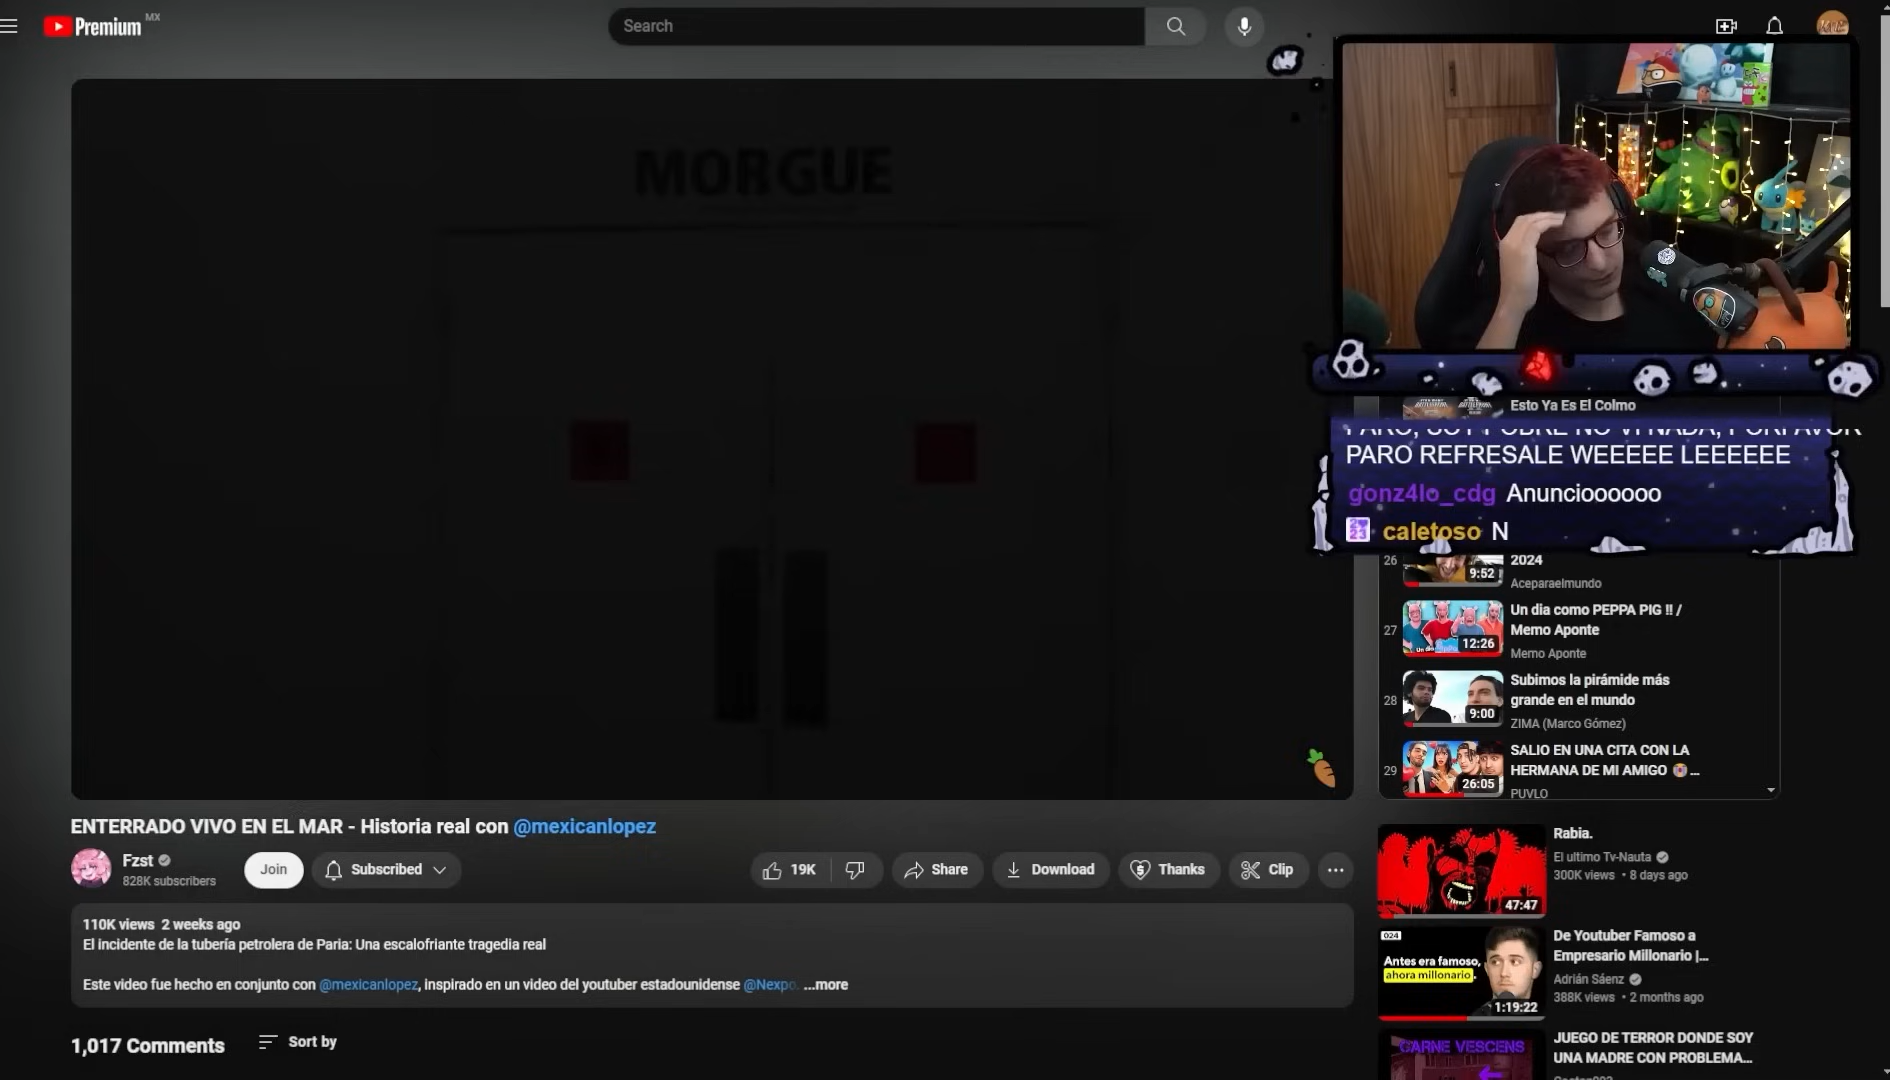 Premium MX
Search
MORGUE
Esto Ya Es El Colmo
PARO REFRESALE WEEEEE LEEEEEE
gonz4lo_cdg Anuncioooooo
caletoso N
26
9:52
2024
Aceparaelmundo
27
12:26
Un dia como PEPPA PIG !! /
Memo Aponte
Memo Aponte
28
9:00
Subimos la pirámide más
grande en el mundo
ZIMA (Marco Gómez)
29
26:05
SALIO EN UNA CITA CON LA
HERMANA DE MI AMIGO 😭...
PUVLO
ENTERRADO VIVO EN EL MAR - Historia real con @mexicanlopez
Fzst
828K subscribers
Join
Subscribed
19K
Share
Download
Thanks
Clip
110K views 2 weeks ago
El incidente de la tubería petrolera de Paria: Una escalofriante tragedia real
Este video fue hecho en conjunto con @mexicanlopez, inspirado en un video del youtuber estadounidense @Nexpo. ...more
1,017 Comments
Sort by
47:47
Rabia.
El ultimo Tv-Nauta
300K views • 8 days ago
024
Antes era famoso,
ahora millonario.
1:19:22
De Youtuber Famoso a
Empresario Millonario |...
Adrián Sáenz
388K views • 2 months ago
CARNE VESCENS
JUEGO DE TERROR DONDE SOY
UNA MADRE CON PROBLEMA...